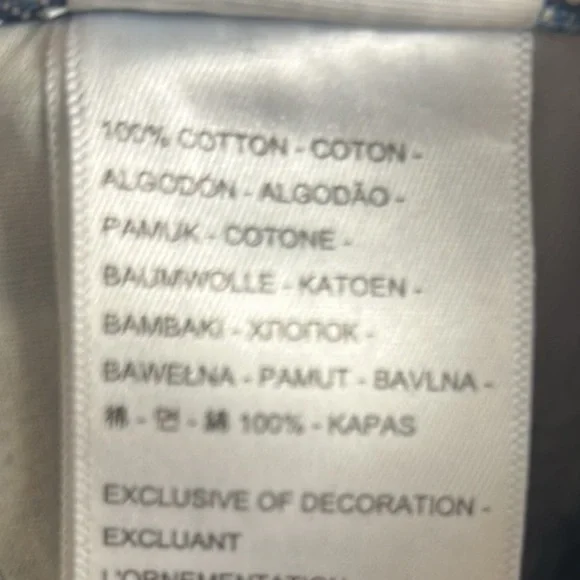 100% COTTON - COTON -
ALGODÓN - ALGODÃO -
PAMUK - COTONE -
BAUMWOLLE - KATOEN -
BAMBAKI - ХЛОПОК -
BAWEŁNA - PAMUT - BAVLNA -
棉 - 면 - 綿 100% - KAPAS
EXCLUSIVE OF DECORATION -
EXCLUANT
L'ORNEMENTATION